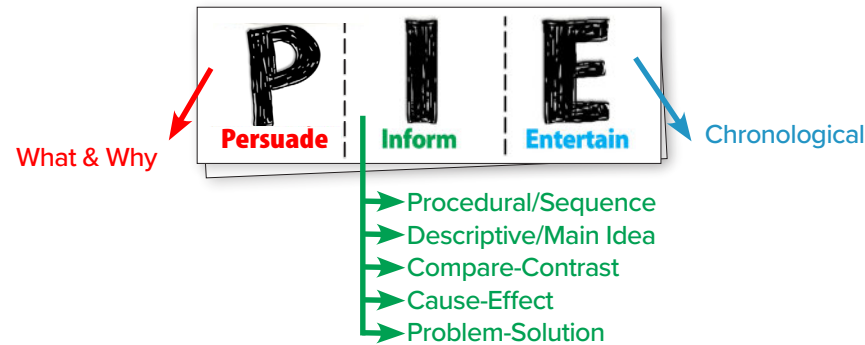 P I E
Persuade Inform Entertain
What & Why
Chronological
Procedural/Sequence
Descriptive/Main Idea
Compare-Contrast
Cause-Effect
Problem-Solution